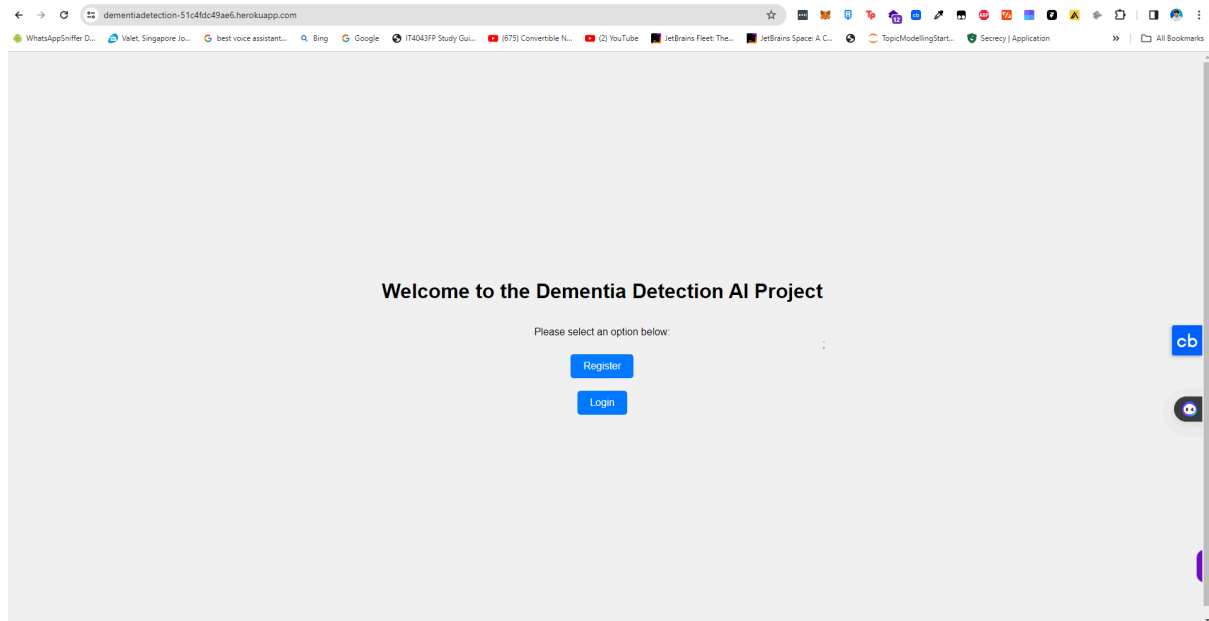 dementiadetection-51c4fdc49ae6.herokuapp.com
WhatsAppSniffer D... Valet, Singapore Jo... best voice assistant... Bing Google IT4043FP Study Gui... (675) Convertible N... (2) YouTube JetBrains Fleet: The... JetBrains Space: A C... TopicModellingStart... Secrecy | Application » All Bookmarks
Welcome to the Dementia Detection AI Project
Please select an option below:
;
Register
Login
cb